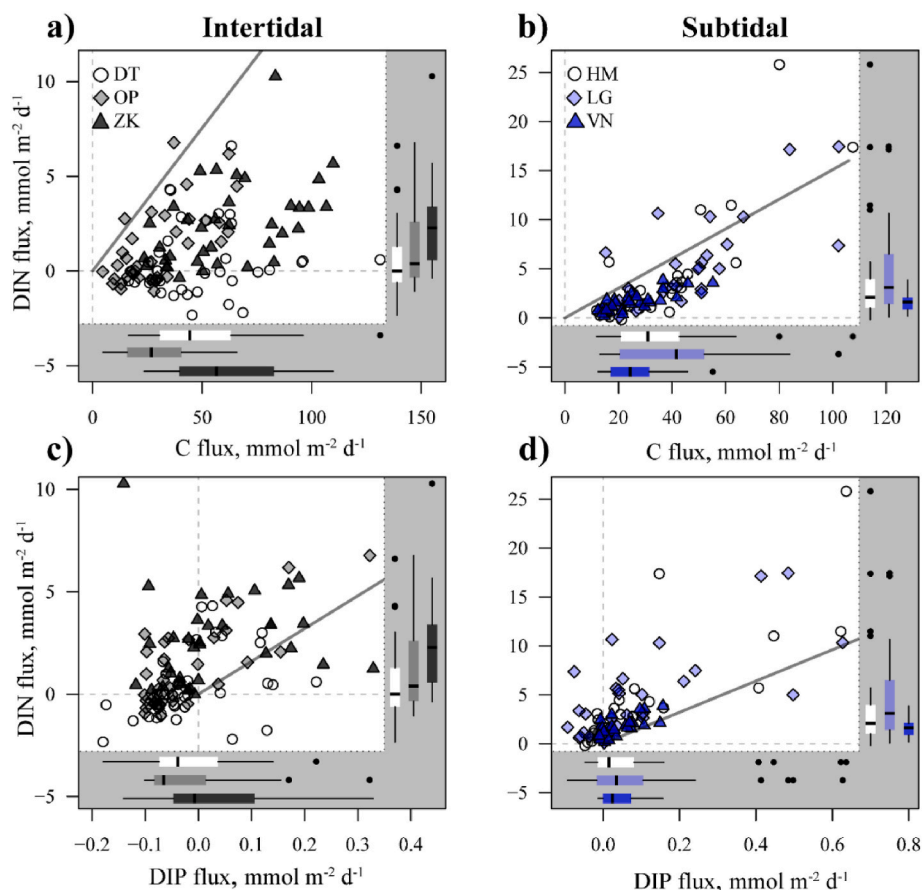 a) Intertidal
b) Subtidal
DT
OP
ZK
HM
LG
VN
DIN flux, mmol m⁻² d⁻¹
10
5
0
−5
25
20
15
10
5
0
−5
0 50 100 150
0 20 40 60 80 100 120
C flux, mmol m⁻² d⁻¹
C flux, mmol m⁻² d⁻¹
c)
d)
DIN flux, mmol m⁻² d⁻¹
10
5
0
−5
25
20
15
10
5
0
−5
−0.2 −0.1 0.0 0.1 0.2 0.3 0.4
0.0 0.2 0.4 0.6 0.8
DIP flux, mmol m⁻² d⁻¹
DIP flux, mmol m⁻² d⁻¹